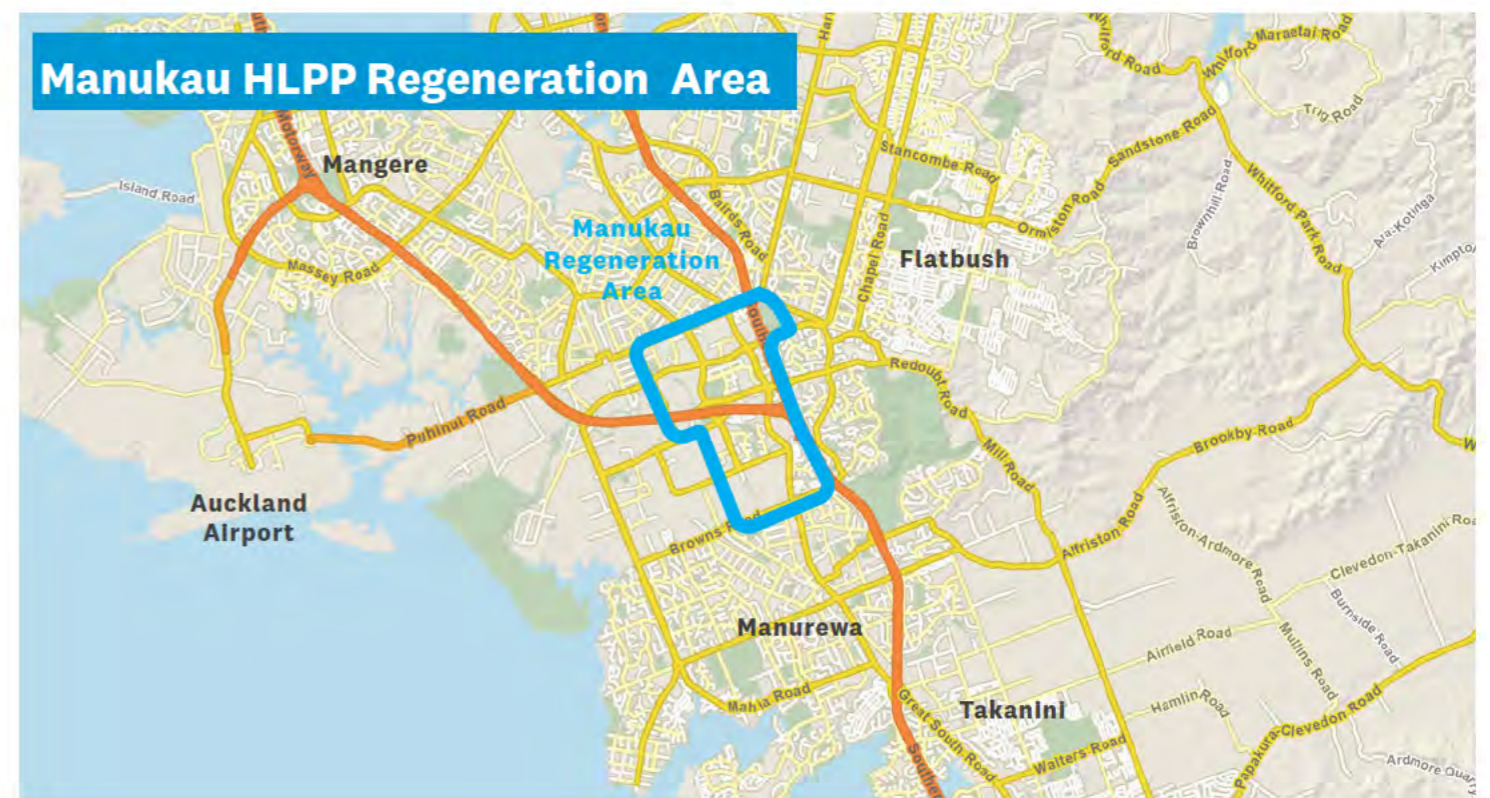 Manukau HLPP Regeneration Area
Mangere
Island Road
Massey Road
Motorway
Manukau
Regeneration
Area
Bairds Road
Stancombe Road
Chapel Road
Flatbush
Ormiston Road
Sandstone Road
Whitford Road
Whitford Maraetai Road
Trig Road
Brownhill Road
Whitford Park Road
Ara-Kotinga
Redoubt Road
Mill Road
Brookby Road
Puhinui Road
Auckland
Airport
Browns
Alfriston Road
Alfriston-Ardmore Road
Clevedon-Takanini
Burnside Road
Manurewa
Airfield Road
Mullins Road
Mahia Road
Takanini
Hamlin Road
Great South Road
Walters Road
Papakura-Clevedon Road